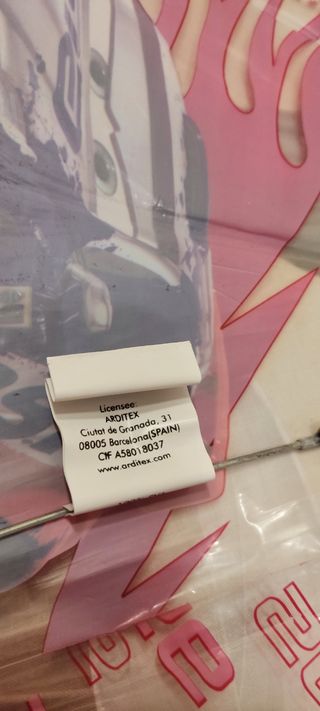 Licensee:
ARDITEX
Ciutat de Granada, 31
08005 Barcelona(SPAIN)
CIF A58018037
www.arditex.com